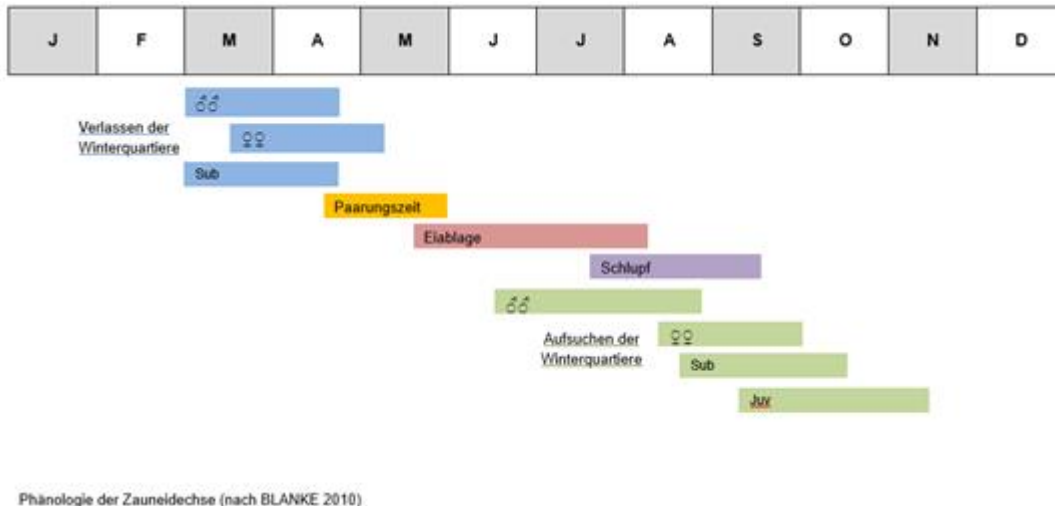 J F M A M J J A S O N D
♂♂
Verlassen der
Winterquartiere
♀♀
Sub
Paarungszeit
Eiablage
Schlupf
♂♂
Aufsuchen der
Winterquartiere
♀♀
Sub
Juv
Phänologie der Zauneidechse (nach BLANKE 2010)